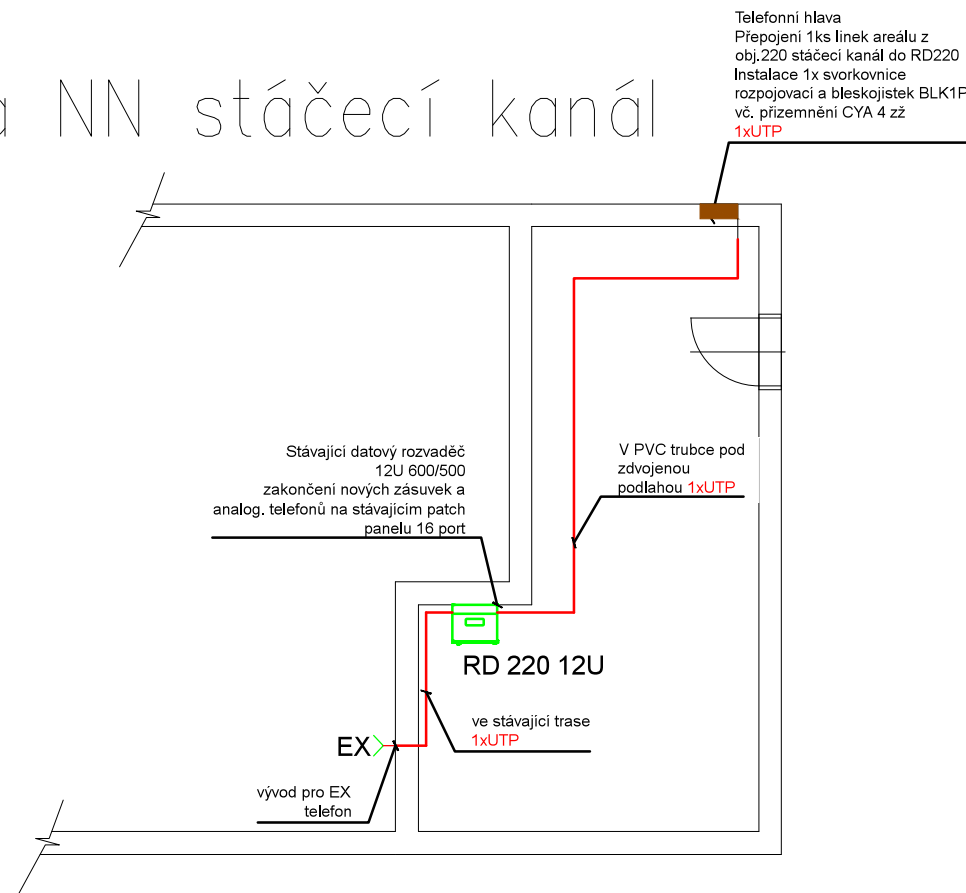 Telefonní hlava
Přepojení 1ks linek areálu z
obj.220 stáčecí kanál do RD220
Instalace 1x svorkovnice
rozpojovací a bleskojistek BLK1P
vč. přizemnění CYA 4 zž
1xUTP
NN stáčecí kanál
Stávající datový rozvaděč
12U 600/500
zakončení nových zásuvek a
analog. telefonů na stávajícim patch
panelu 16 port
V PVC trubce pod
zdvojenou
podlahou 1xUTP
RD 220 12U
ve stávající trase
1xUTP
EX
vývod pro EX
telefon